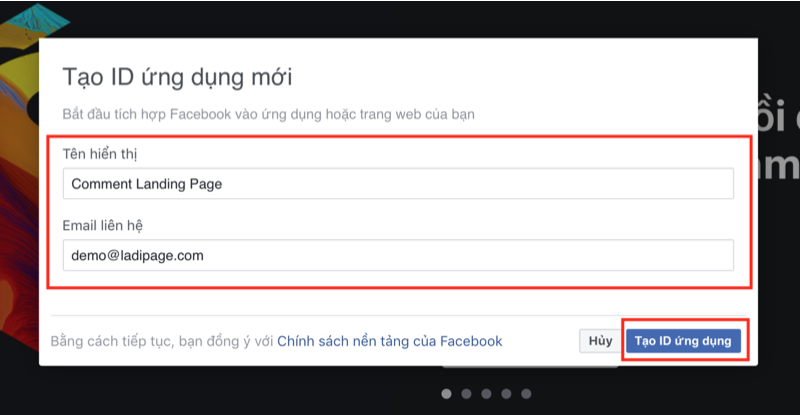 Tạo ID ứng dụng mới
Bắt đầu tích hợp Facebook vào ứng dụng hoặc trang web của bạn
Tên hiển thị
Comment Landing Page
Email liên hệ
demo@ladipage.com
Bằng cách tiếp tục, bạn đồng ý với Chính sách nền tảng của Facebook
Hủy
Tạo ID ứng dụng